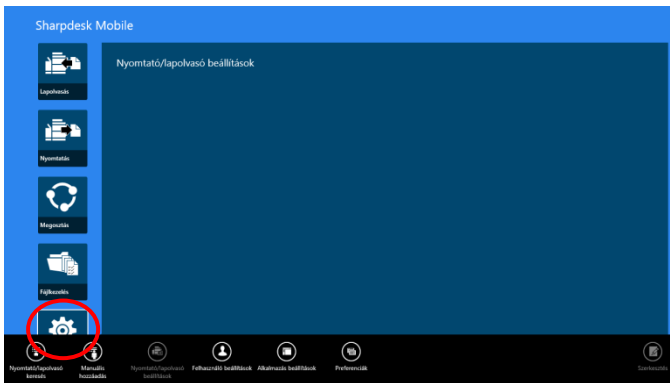 Sharpdesk Mobile
Nyomtató/lapolvasó beállítások
Lapolvasás
Nyomtatás
Megosztás
Fájlkezelés
Nyomtató/lapolvasó
keresés
Manuális
hozzáadás
Nyomtató/lapolvasó
beállítások
Felhasználó beállítások
Alkalmazás beállítások
Preferenciák
Szerkesztés